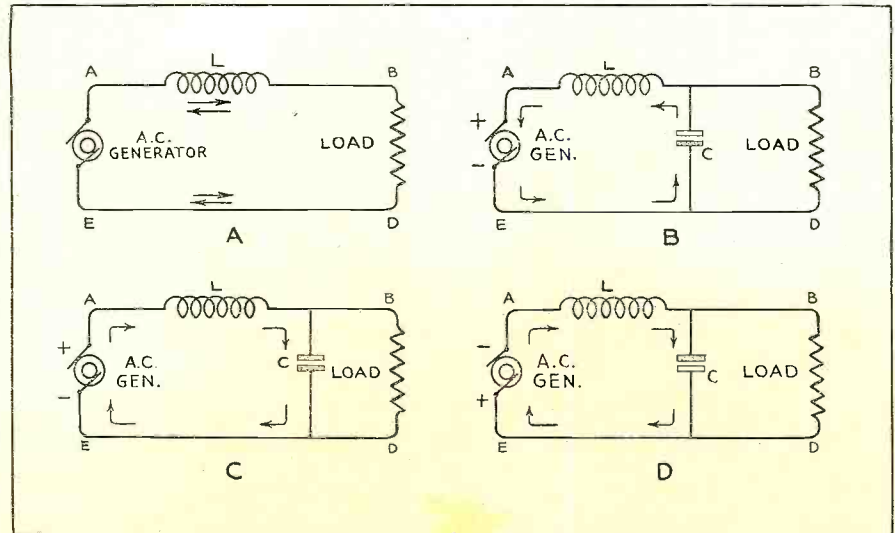 L
A B
A.C.
GENERATOR
LOAD
E D
A
L
A B
+
A.C.
GEN.
-
C
LOAD
E D
B
L
A B
+
A.C.
GEN.
-
C
LOAD
E D
C
L
A B
-
A.C.
GEN.
+
C
LOAD
E D
D